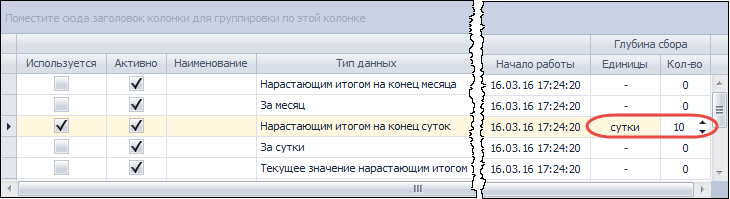 Поместите сюда заголовок колонки для группировки по этой колонке
Глубина сбора
Используется Активно Наименование Тип данных Начало работы Единицы Кол-во
Нарастающим итогом на конец месяца 16.03.16 17:24:20 - 0
За месяц 16.03.16 17:24:20 - 0
Нарастающим итогом на конец суток 16.03.16 17:24:20 сутки 10
За сутки 16.03.16 17:24:20 - 0
Текущее значение нарастающим итогом 16.03.16 17:24:20 - 0